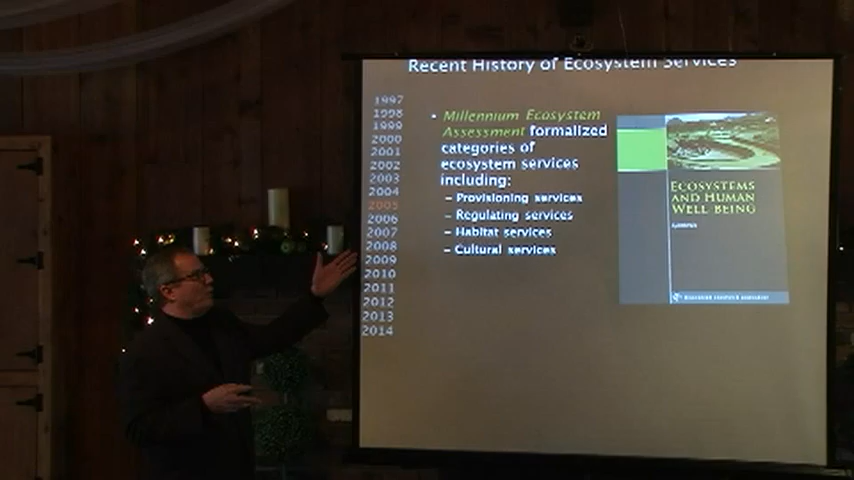 Recent History of Ecosystem Services
1997
1998
1999
2000
2001
2002
2003
2004
2005
2006
2007
2008
2009
2010
2011
2012
2013
2014
• Millennium Ecosystem
Assessment formalized
categories of
ecosystem services
including:
– Provisioning services
– Regulating services
– Habitat services
– Cultural services
ECOSYSTEMS
AND HUMAN
WELL-BEING